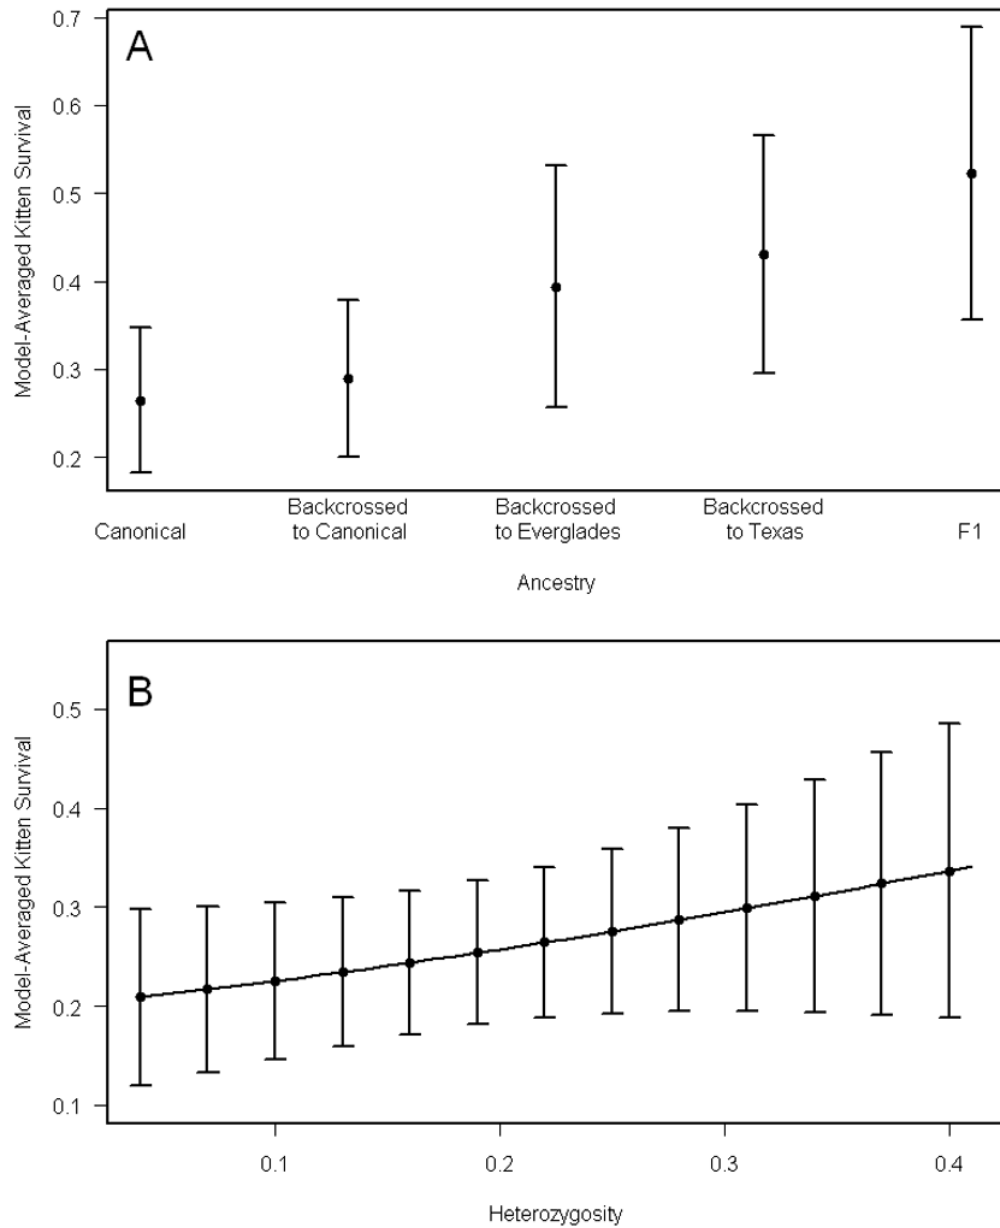 A
Model-Averaged Kitten Survival
0.7
0.6
0.5
0.4
0.3
0.2
Canonical
Backcrossed
to Canonical
Backcrossed
to Everglades
Backcrossed
to Texas
F1
Ancestry
B
Model-Averaged Kitten Survival
0.5
0.4
0.3
0.2
0.1
0.1
0.2
0.3
0.4
Heterozygosity